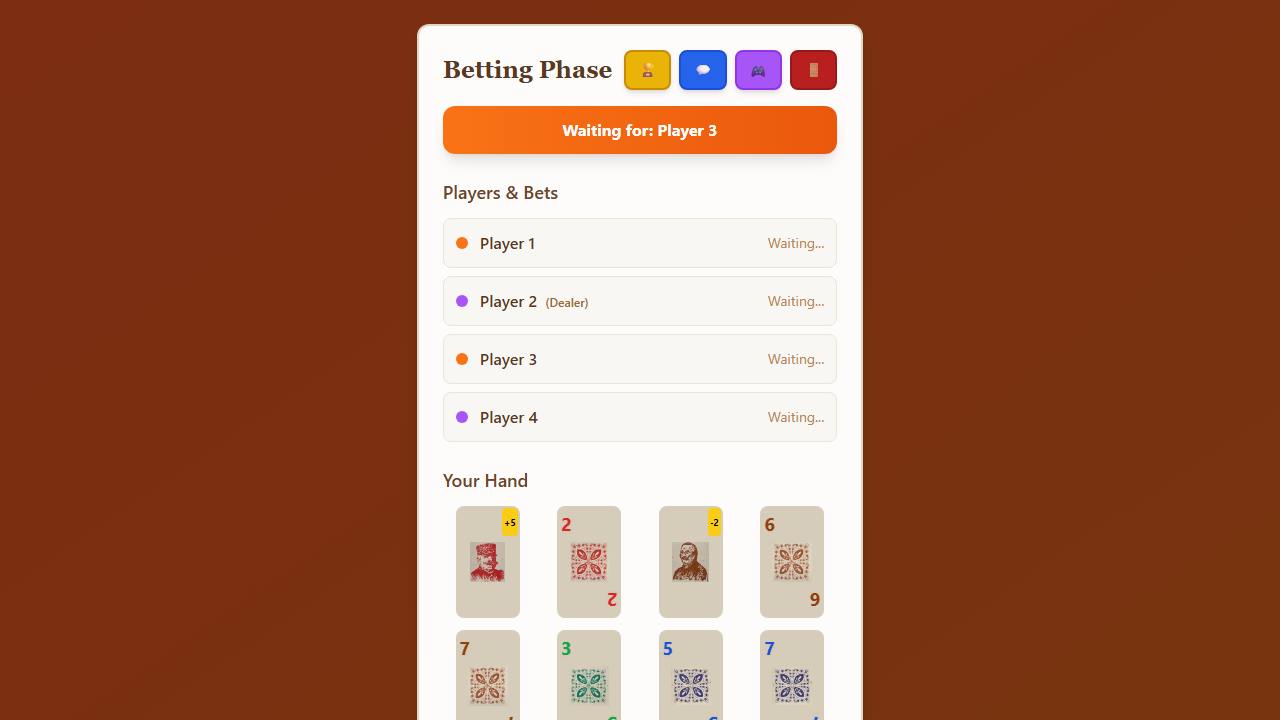 Betting Phase
Waiting for: Player 3
Players & Bets
Player 1 Waiting...
Player 2 (Dealer) Waiting...
Player 3 Waiting...
Player 4 Waiting...
Your Hand
+5 2 -2 6
2 6
7 3 5 7